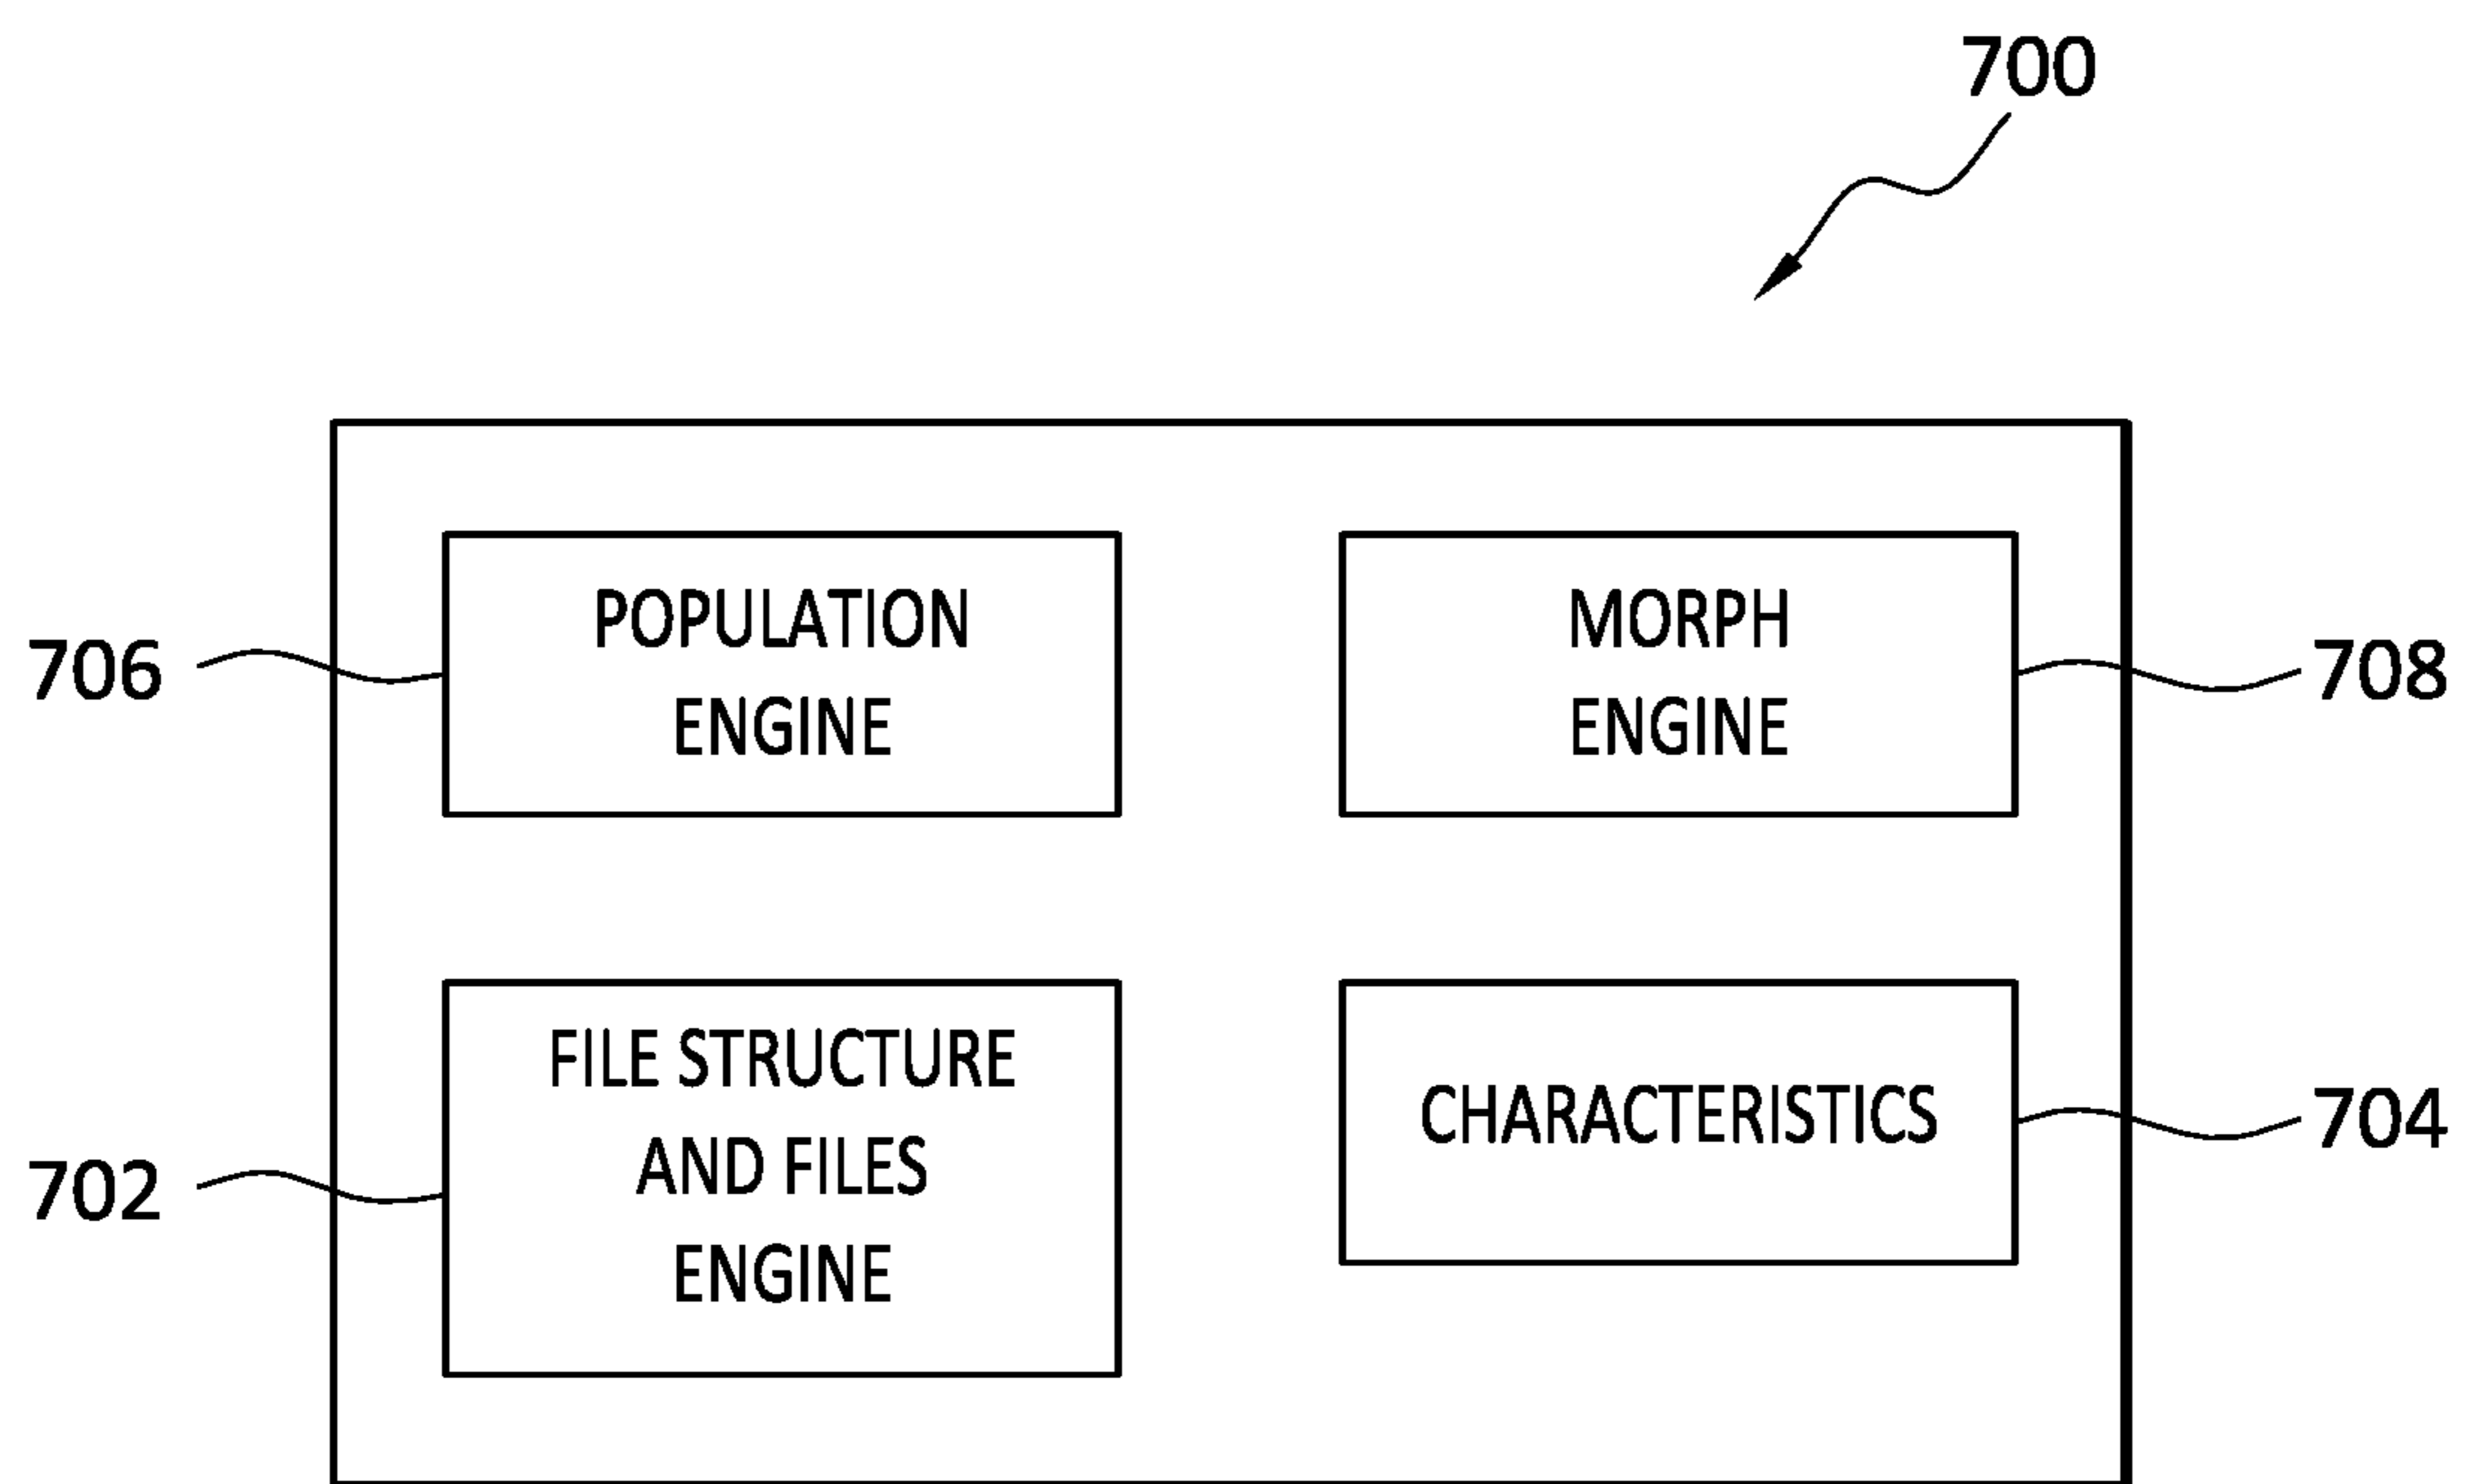 700
706
POPULATION
ENGINE
MORPH
ENGINE
708
702
FILE STRUCTURE
AND FILES
ENGINE
CHARACTERISTICS
704